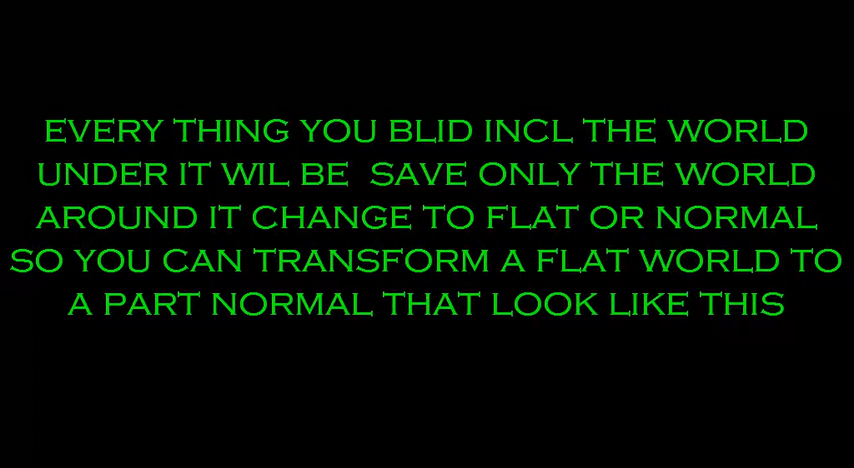 EVERY THING YOU BLID INCL THE WORLD
UNDER IT WIL BE  SAVE ONLY THE WORLD
AROUND IT CHANGE TO FLAT OR NORMAL
SO YOU CAN TRANSFORM A FLAT WORLD TO
A PART NORMAL THAT LOOK LIKE THIS